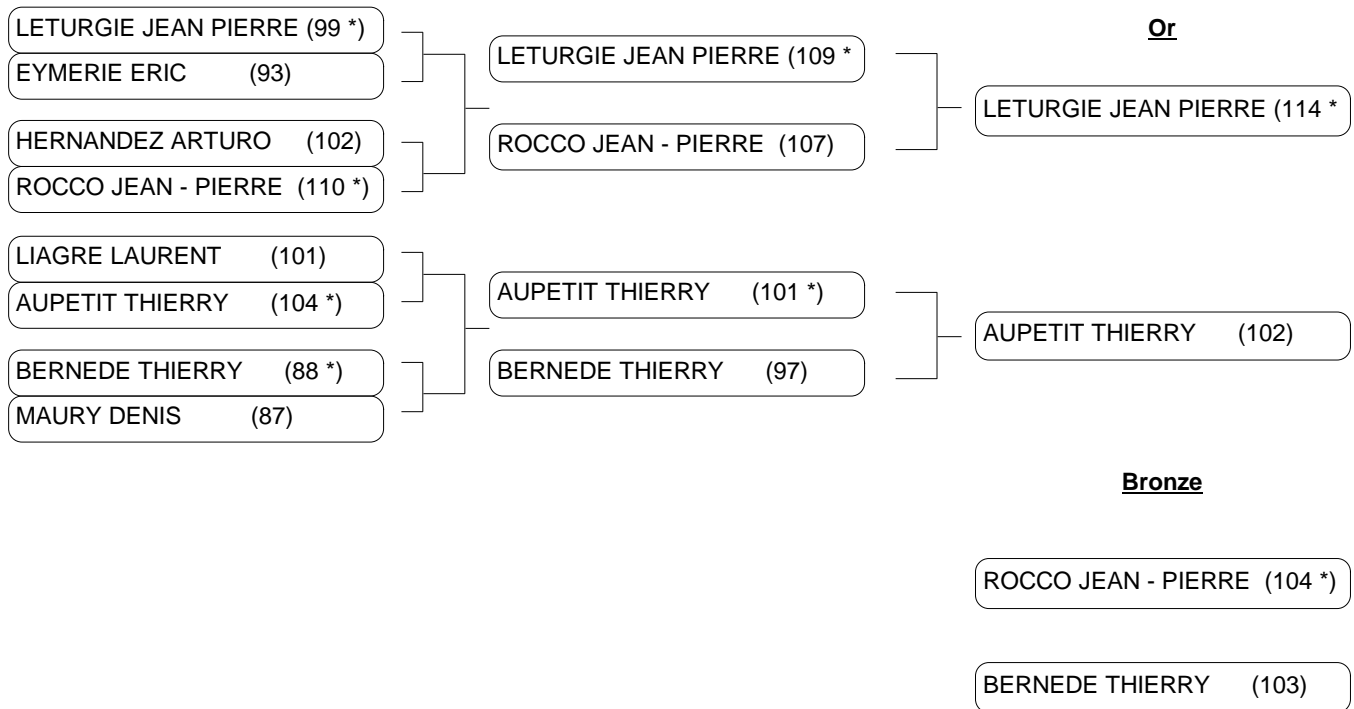 LETURGIE JEAN PIERRE (99 *)
EYMERIE ERIC (93)
HERNANDEZ ARTURO (102)
ROCCO JEAN - PIERRE (110 *)
LIAGRE LAURENT (101)
AUPETIT THIERRY (104 *)
BERNEDE THIERRY (88 *)
MAURY DENIS (87)
LETURGIE JEAN PIERRE (109 *
ROCCO JEAN - PIERRE (107)
AUPETIT THIERRY (101 *)
BERNEDE THIERRY (97)
Or
LETURGIE JEAN PIERRE (114 *
AUPETIT THIERRY (102)
Bronze
ROCCO JEAN - PIERRE (104 *)
BERNEDE THIERRY (103)